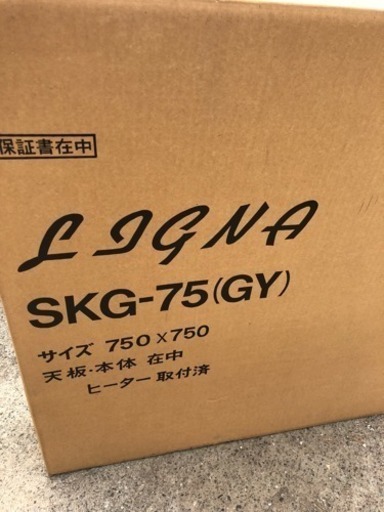 保証書在中
LIGNA
SKG-75(GY)
サイズ 750×750
天板・本体 在中
ヒーター取付済